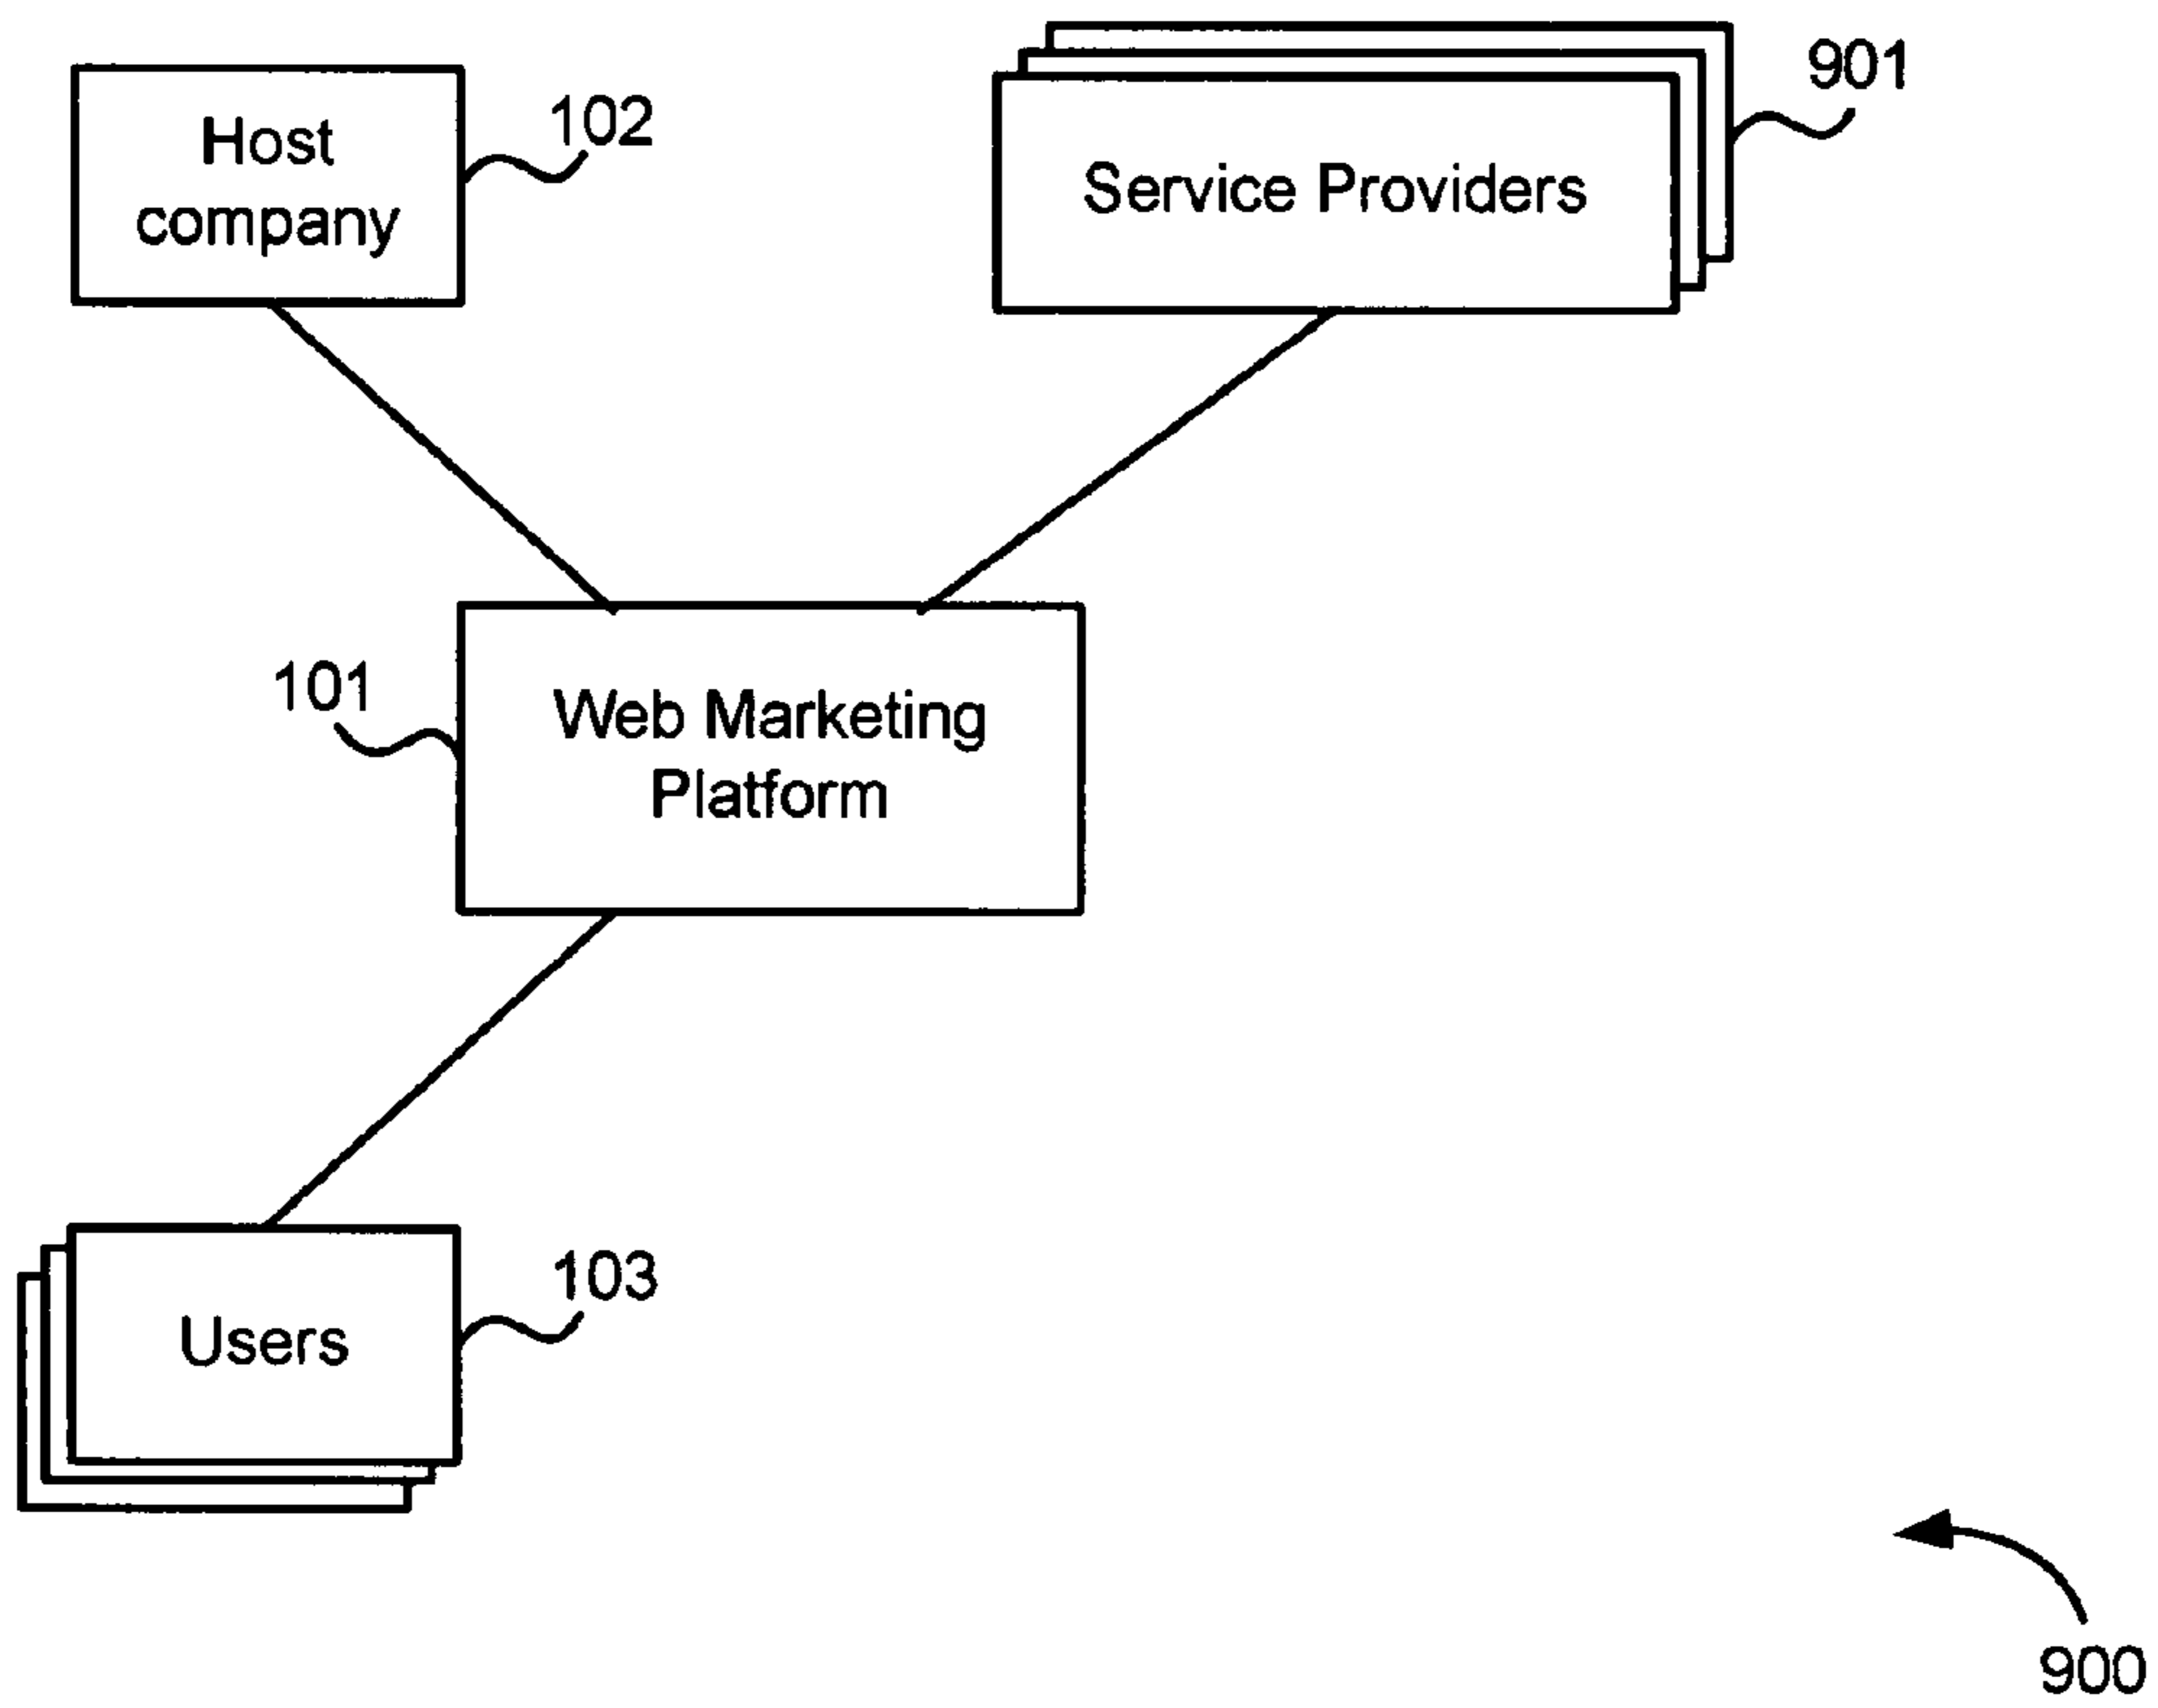 Host
company
102
Service Providers
901
101
Web Marketing
Platform
Users
103
900